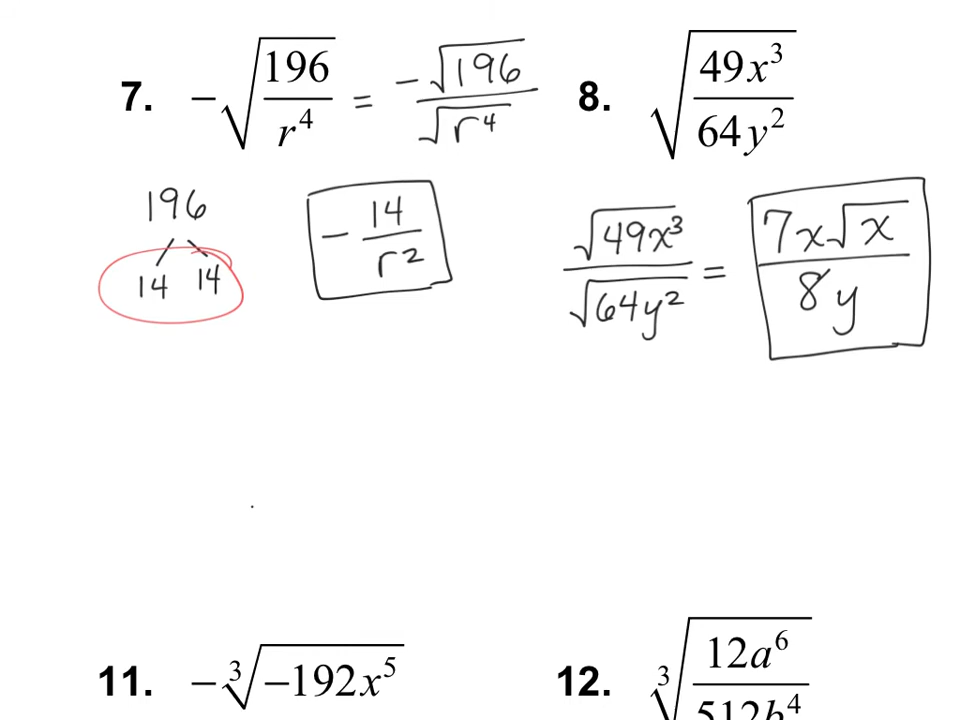 7. −√(196/r⁴) = −√196/√r⁴
196
14 14
−14/r²
8. √(49x³/64y²)
√49x³/√64y² = 7x√x/8y
11. −∛−192x⁵
12. ∛(12a⁶/512b⁴)